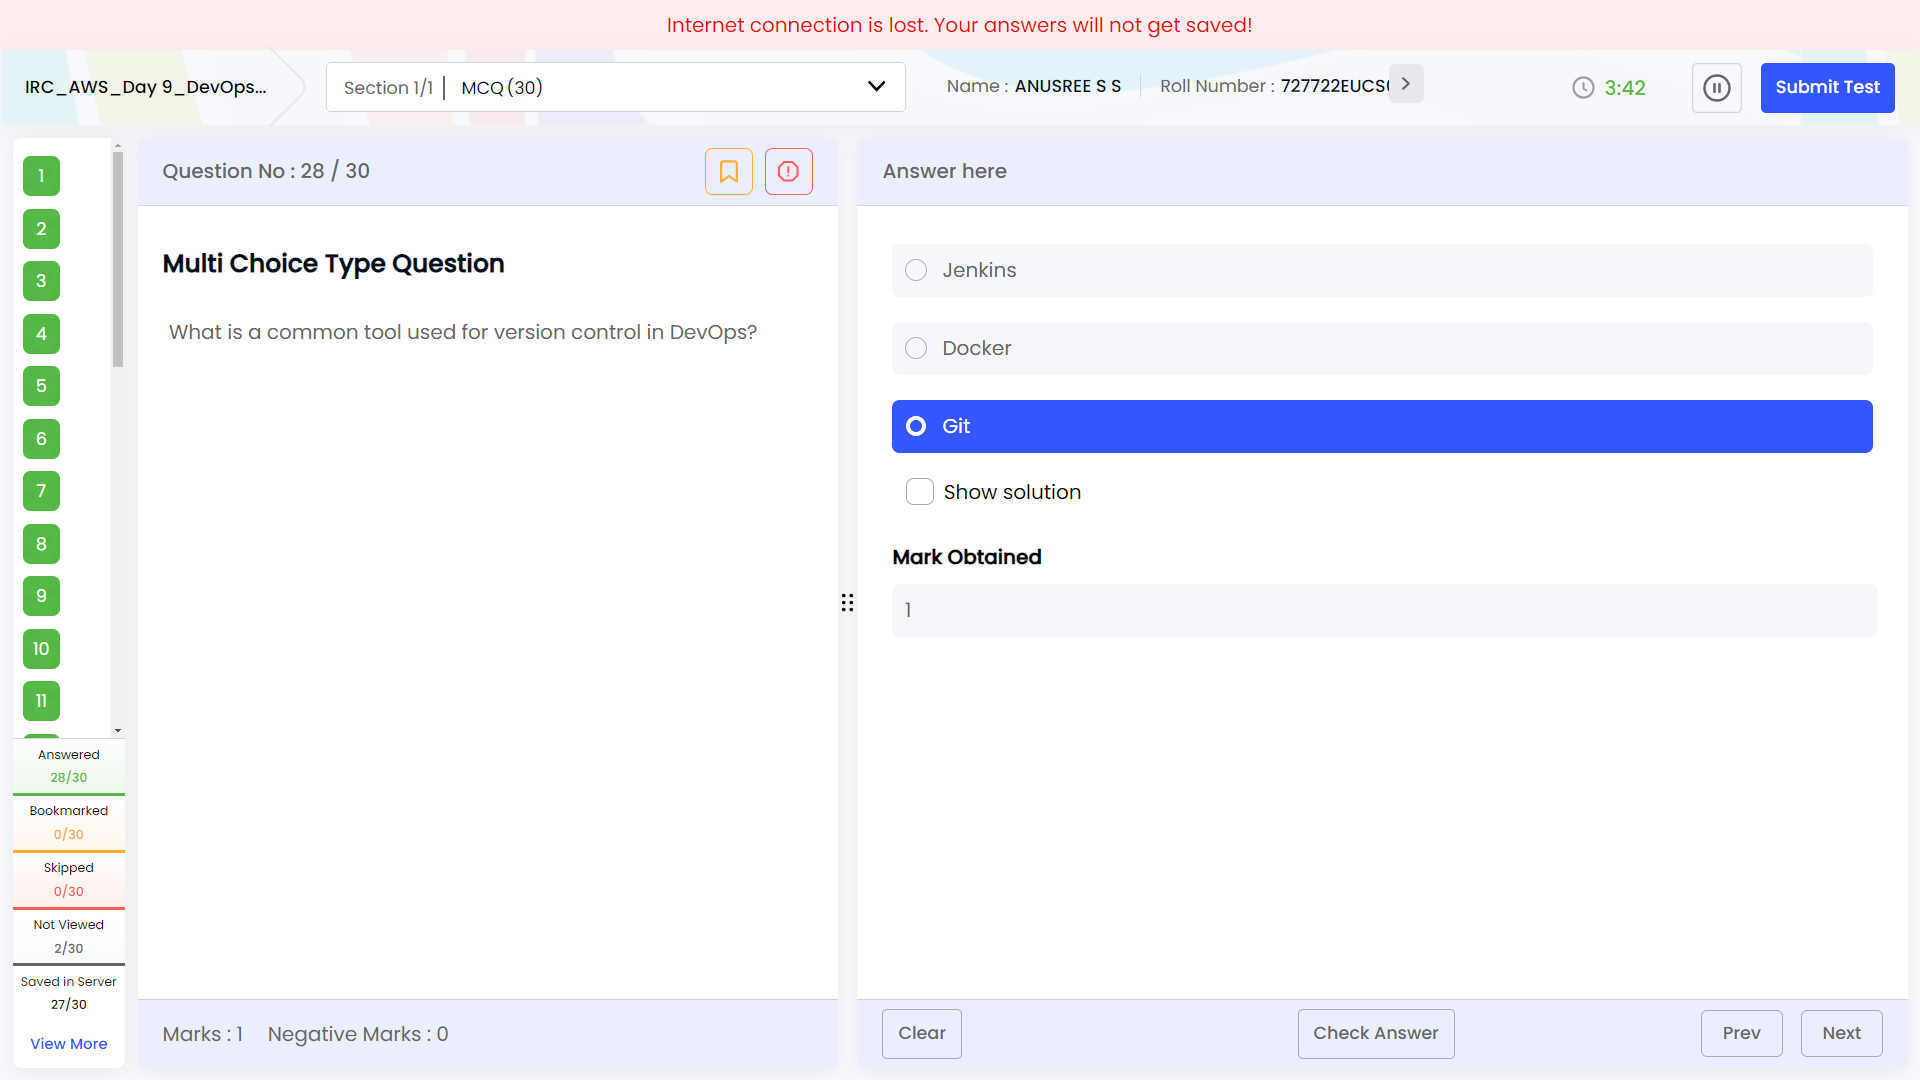 Internet connection is lost. Your answers will not get saved!
IRC_AWS_Day 9_DevOps...
Section 1/1 | MCQ (30)
Name : ANUSREE S S
Roll Number :
3:42
Submit Test
1
2
3
4
5
6
7
8
9
10
11
Answered
28/30
Bookmarked
0/30
Skipped
0/30
Not Viewed
2/30
Saved in Server
27/30
View More
Question No : 28 / 30
Multi Choice Type Question
What is a common tool used for version control in DevOps?
Marks : 1 Negative Marks : 0
Answer here
Jenkins
Docker
Git
Show solution
Mark Obtained
1
Clear
Check Answer
Prev
Next